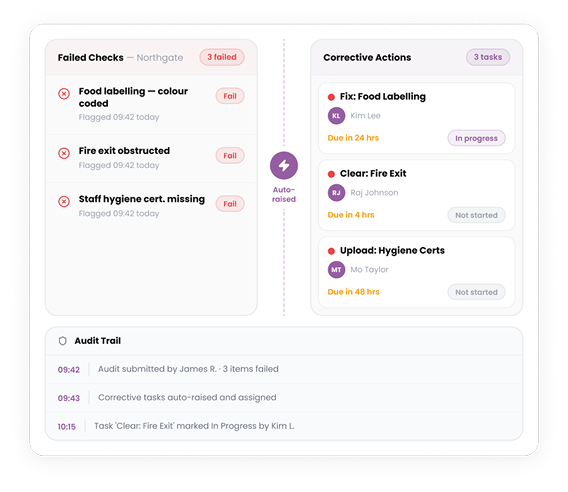 Failed Checks — Northgate
3 failed
Food labelling — colour
coded
Flagged 09:42 today
Fail
Fire exit obstructed
Flagged 09:42 today
Fail
Staff hygiene cert. missing
Flagged 09:42 today
Fail
Auto-
raised
Corrective Actions
3 tasks
Fix: Food Labelling
KL
Kim Lee
Due in 24 hrs
In progress
Clear: Fire Exit
RJ
Raj Johnson
Due in 4 hrs
Not started
Upload: Hygiene Certs
MT
Mo Taylor
Due in 48 hrs
Not started
Audit Trail
09:42 Audit submitted by James R. · 3 items failed
09:43 Corrective tasks auto-raised and assigned
10:15 Task 'Clear: Fire Exit' marked In Progress by Kim L.